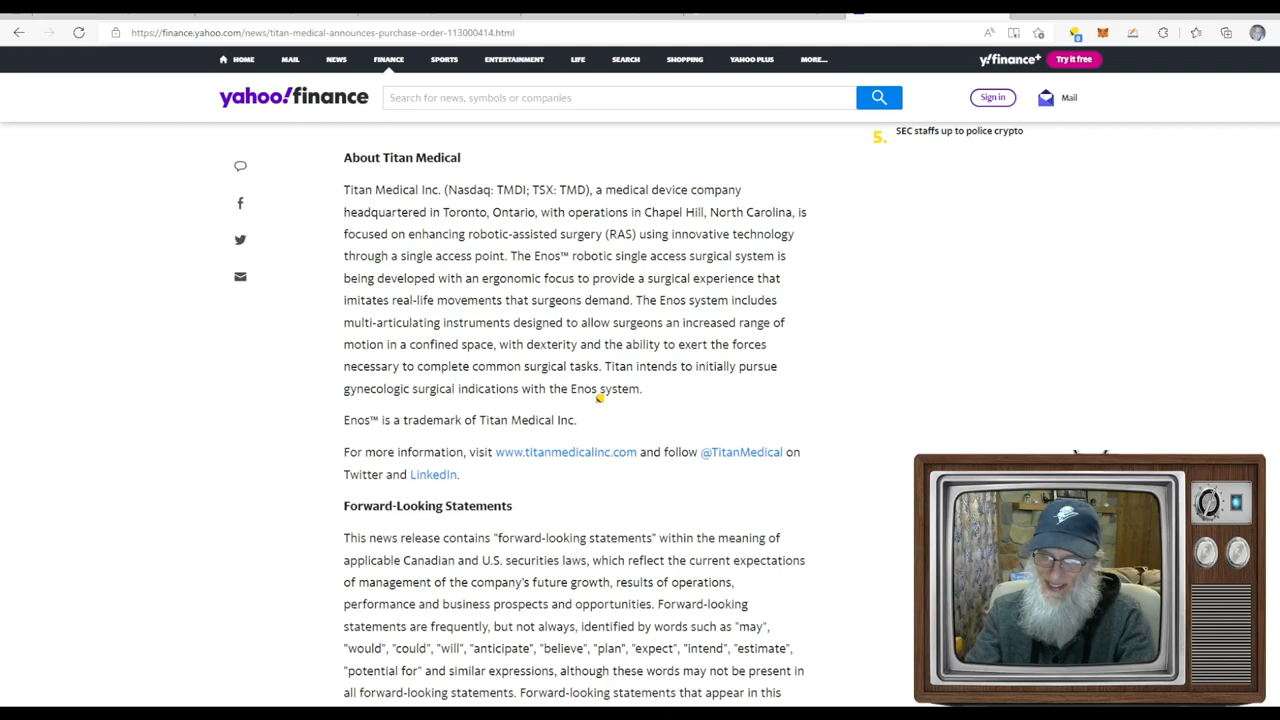 https://finance.yahoo.com/news/titan-medical-announces-purchase-order-113000414.html
HOME MAIL NEWS FINANCE SPORTS ENTERTAINMENT LIFE SEARCH SHOPPING YAHOO PLUS MORE... y!finance+ Try it free
yahoo!finance Search for news, symbols or companies Sign in Mail
5. SEC staffs up to police crypto
About Titan Medical
Titan Medical Inc. (Nasdaq: TMDI; TSX: TMD), a medical device company
headquartered in Toronto, Ontario, with operations in Chapel Hill, North Carolina, is
focused on enhancing robotic-assisted surgery (RAS) using innovative technology
through a single access point. The Enos™ robotic single access surgical system is
being developed with an ergonomic focus to provide a surgical experience that
imitates real-life movements that surgeons demand. The Enos system includes
multi-articulating instruments designed to allow surgeons an increased range of
motion in a confined space, with dexterity and the ability to exert the forces
necessary to complete common surgical tasks. Titan intends to initially pursue
gynecologic surgical indications with the Enos system.
Enos™ is a trademark of Titan Medical Inc.
For more information, visit www.titanmedicalinc.com and follow @TitanMedical on
Twitter and LinkedIn.
Forward-Looking Statements
This news release contains "forward-looking statements" within the meaning of
applicable Canadian and U.S. securities laws, which reflect the current expectations
of management of the company's future growth, results of operations,
performance and business prospects and opportunities. Forward-looking
statements are frequently, but not always, identified by words such as "may",
"would", "could", "will", "anticipate", "believe", "plan", "expect", "intend", "estimate",
"potential for" and similar expressions, although these words may not be present in
all forward-looking statements. Forward-looking statements that appear in this